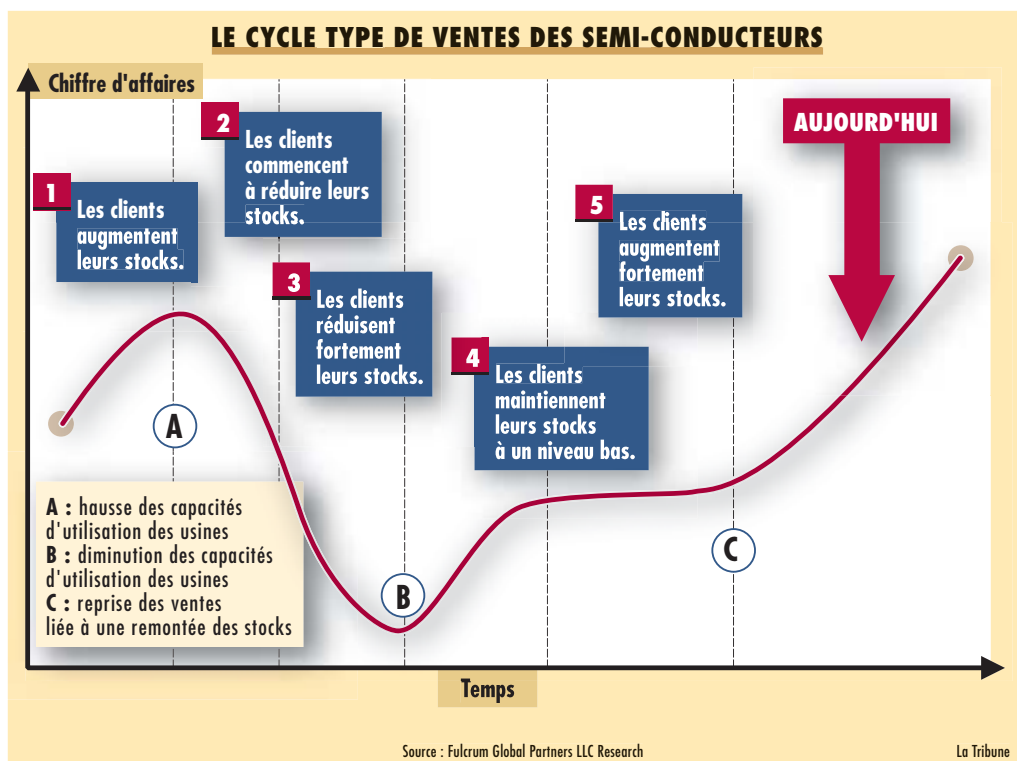 LE CYCLE TYPE DE VENTES DES SEMI-CONDUCTEURS
Chiffre d'affaires
1
Les clients
augmentent
leurs stocks.
2
Les clients
commencent
à réduire leurs
stocks.
3
Les clients
réduisent
fortement
leurs stocks.
4
Les clients
maintiennent
leurs stocks
à un niveau bas.
5
Les clients
augmentent
fortement
leurs stocks.
AUJOURD'HUI
A
B
C
A : hausse des capacités
d'utilisation des usines
B : diminution des capacités
d'utilisation des usines
C : reprise des ventes
liée à une remontée des stocks
Temps
Source : Fulcrum Global Partners LLC Research
La Tribune